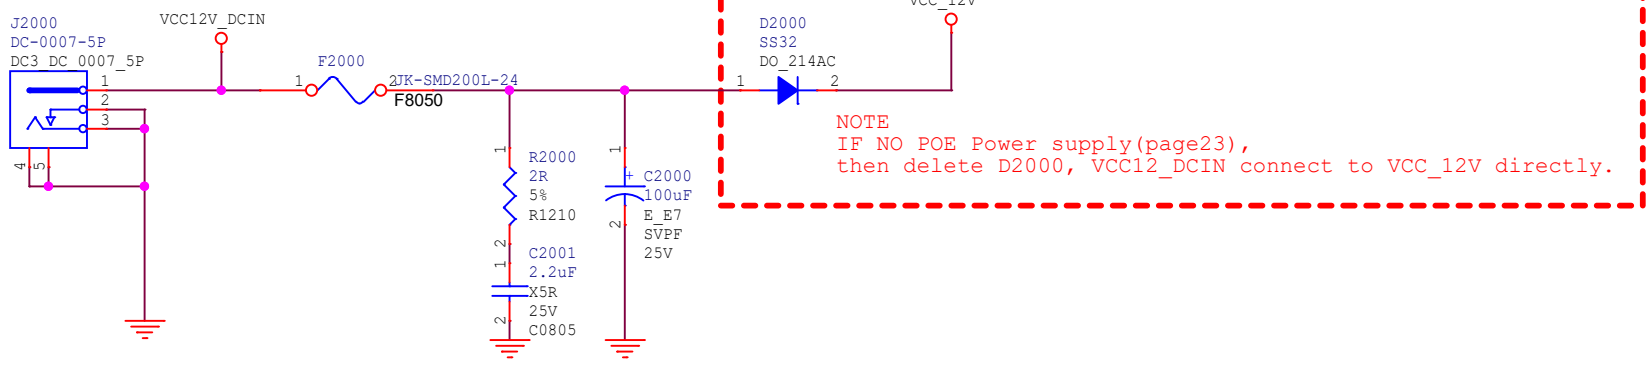 J2000
DC-0007-5P
DC3_DC_0007_5P
1
2
3
4
5
VCC12V_DCIN
F2000
1
2
JK-SMD200L-24
F8050
1
R2000
2R
5%
R1210
2
1
C2001
2.2uF
X5R
25V
C0805
2
1
+
C2000
100uF
E_E7
SVPF
25V
2
VCC_12V
D2000
SS32
DO_214AC
1
2
NOTE
IF NO POE Power supply(page23),
then delete D2000, VCC12_DCIN connect to VCC_12V directly.